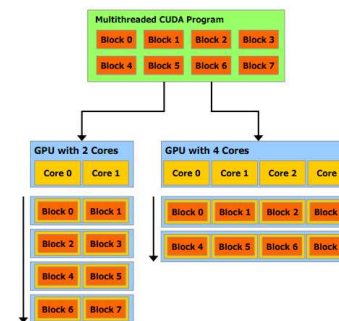 Multithreaded CUDA Program
Block 0 Block 1 Block 2 Block 3
Block 4 Block 5 Block 6 Block 7
GPU with 2 Cores
Core 0 Core 1
Block 0 Block 1
Block 2 Block 3
Block 4 Block 5
Block 6 Block 7
GPU with 4 Cores
Core 0 Core 1 Core 2 Core
Block 0 Block 1 Block 2 Block
Block 4 Block 5 Block 6 Block